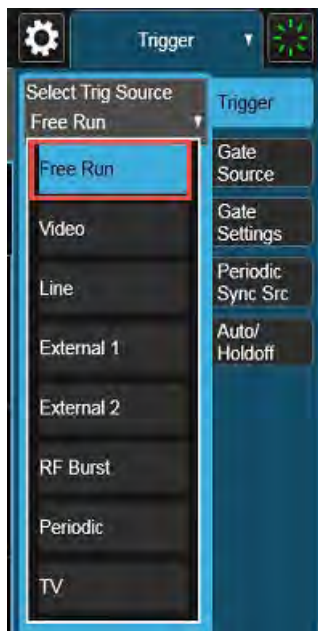 Trigger
Select Trig Source
Free Run
Free Run
Video
Line
External 1
External 2
RF Burst
Periodic
TV
Trigger
Gate
Source
Gate
Settings
Periodic
Sync Src
Auto/
Holdoff